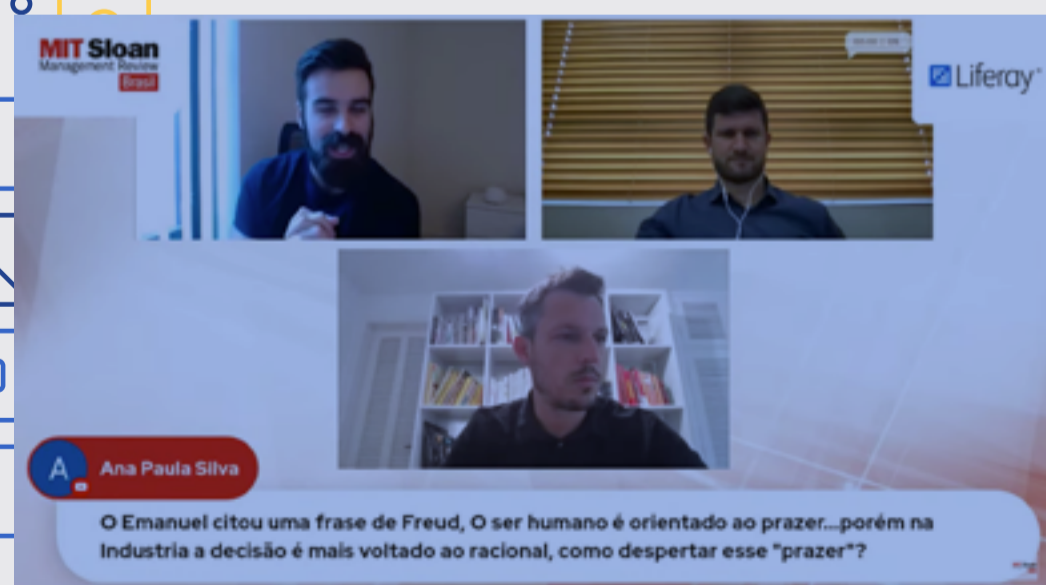 MIT Sloan
Management Review
Brasil
Liferay
A
Ana Paula Silva
O Emanuel citou uma frase de Freud, O ser humano é orientado ao prazer...porém na
Industria a decisão é mais voltado ao racional, como despertar esse "prazer"?